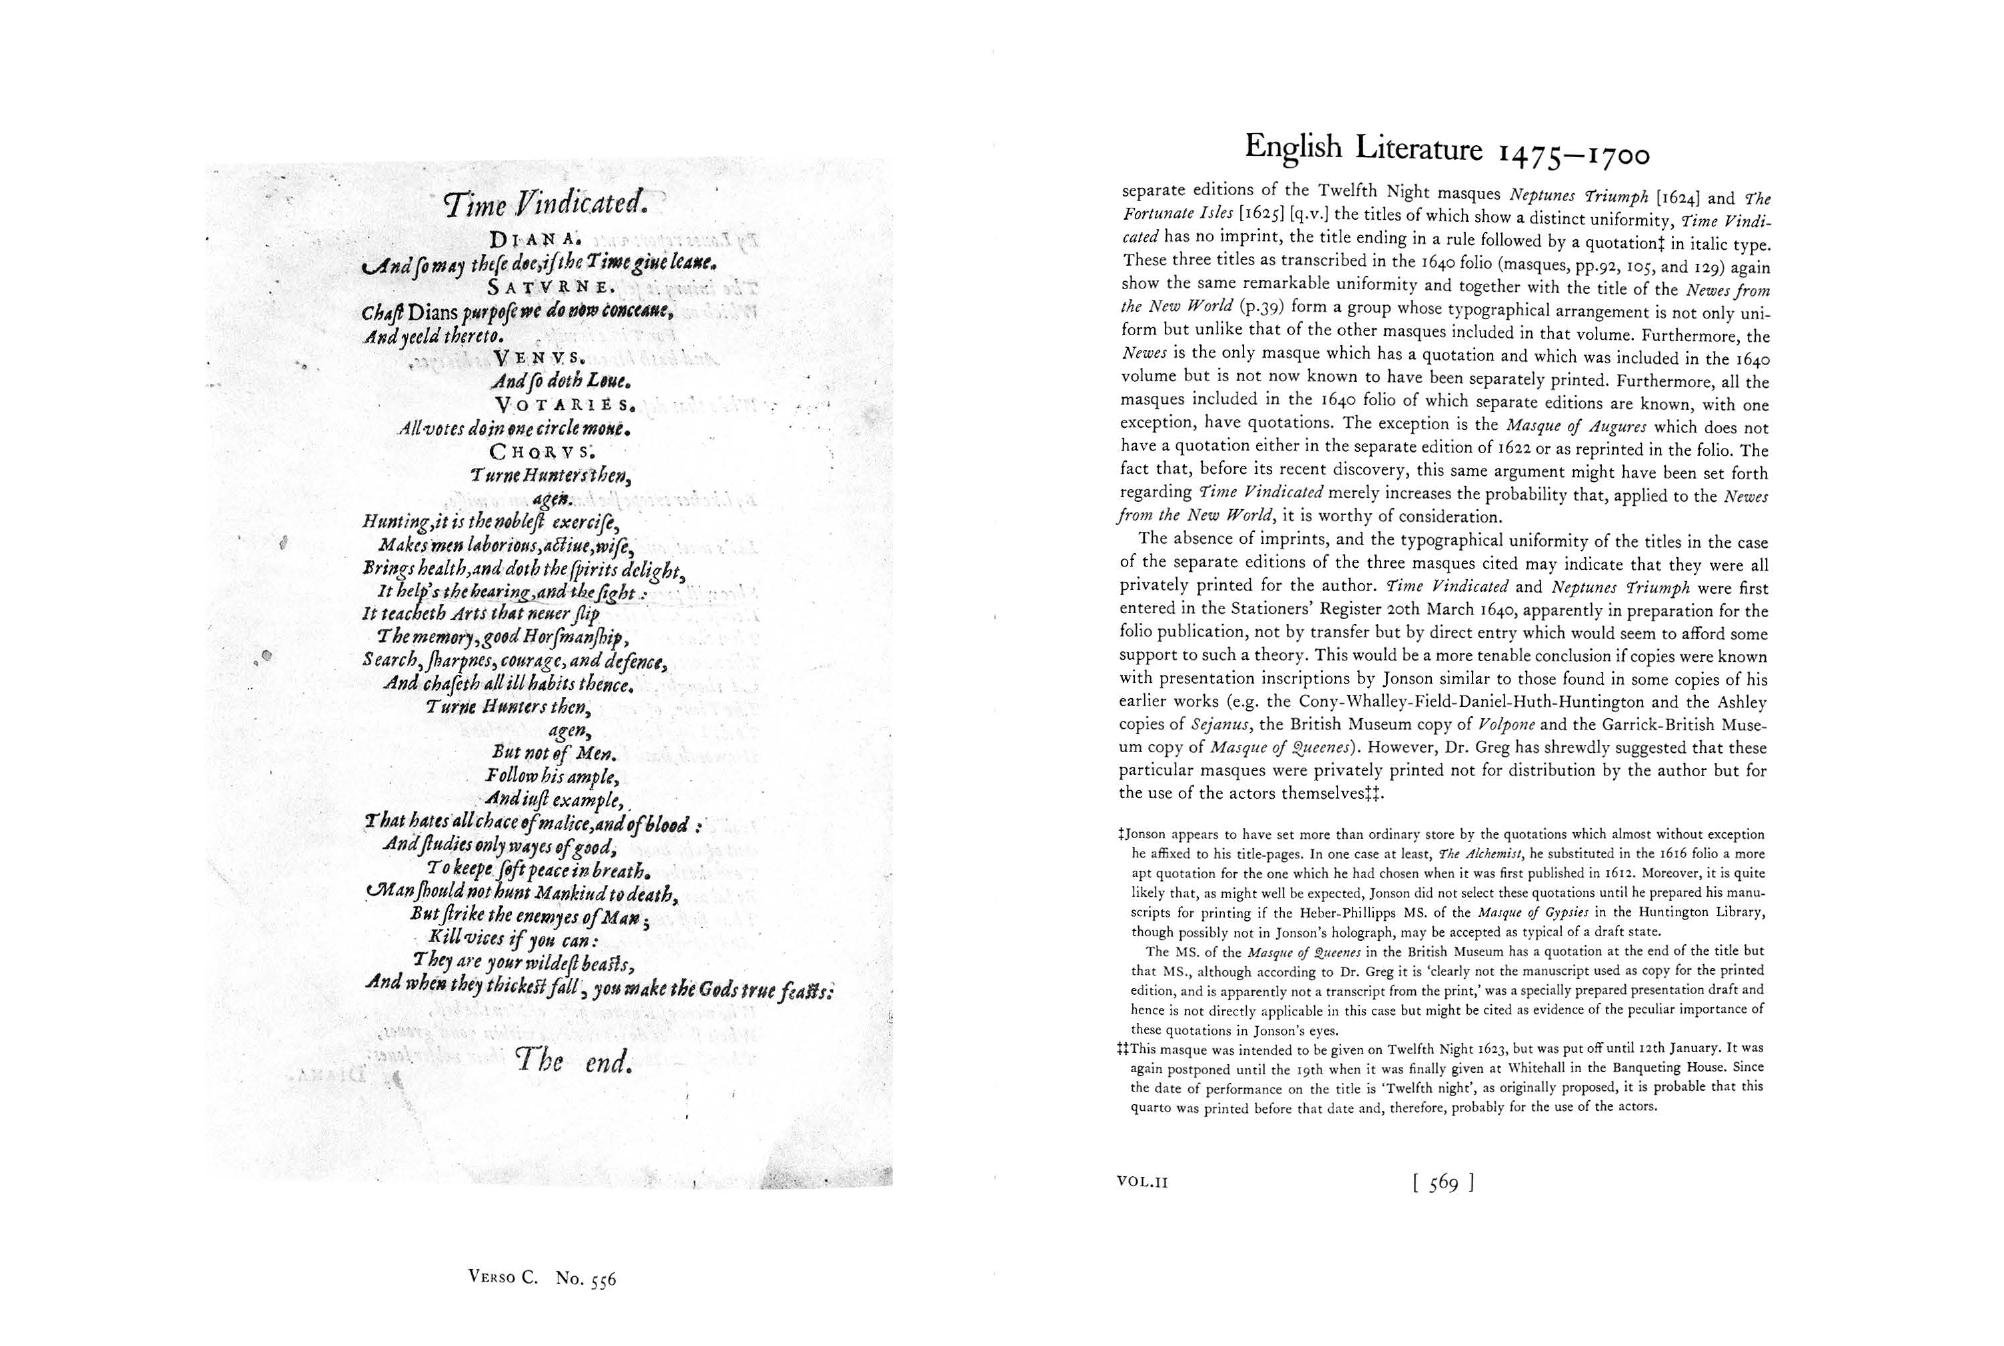 Time Vindicated.
DIANA.
And ſo may theſe doe, if the Time giue leaue.
SATVRNE.
Chaſt Dians purpoſe we do now conceaue,
And yeeld thereto.
VENVS.
And ſo doth Loue.
VOTARIES.
All votes do in one circle moue.
CHORVS.
Turne Hunters then,
agen.
Hunting, it is the nobleſt exerciſe,
Makes men laborious, actiue, wiſe,
Brings health, and doth the ſpirits delight,
It help's the hearing, and the ſight :
It teacheth Arts that neuer ſlip
The memory, good Horſmanſhip,
Search, ſharpnes, courage, and defence,
And chaſeth all ill habits thence.
Turne Hunters then,
agen,
But not of Men.
Follow his ample,
And iuſt example,
That hates all chace of malice, and of blood :
And ſtudies only wayes of good,
To keepe ſoft peace in breath.
Man ſhould not hunt Mankind to death,
But ſtrike the enemyes of Man ;
Kill vices if you can :
They are your wildeſt beaſts,
And when they thickeſt fall, you make the Gods true feaſts:
The end.
VERSO C. No. 556
English Literature 1475–1700
separate editions of the Twelfth Night masques Neptunes Triumph [1624] and The
Fortunate Isles [1625] [q.v.] the titles of which show a distinct uniformity, Time Vindi-
cated has no imprint, the title ending in a rule followed by a quotation‡ in italic type.
These three titles as transcribed in the 1640 folio (masques, pp.92, 105, and 129) again
show the same remarkable uniformity and together with the title of the Newes from
the New World (p.39) form a group whose typographical arrangement is not only uni-
form but unlike that of the other masques included in that volume. Furthermore, the
Newes is the only masque which has a quotation and which was included in the 1640
volume but is not now known to have been separately printed. Furthermore, all the
masques included in the 1640 folio of which separate editions are known, with one
exception, have quotations. The exception is the Masque of Augures which does not
have a quotation either in the separate edition of 1622 or as reprinted in the folio. The
fact that, before its recent discovery, this same argument might have been set forth
regarding Time Vindicated merely increases the probability that, applied to the Newes
from the New World, it is worthy of consideration.
The absence of imprints, and the typographical uniformity of the titles in the case
of the separate editions of the three masques cited may indicate that they were all
privately printed for the author. Time Vindicated and Neptunes Triumph were first
entered in the Stationers' Register 20th March 1640, apparently in preparation for the
folio publication, not by transfer but by direct entry which would seem to afford some
support to such a theory. This would be a more tenable conclusion if copies were known
with presentation inscriptions by Jonson similar to those found in some copies of his
earlier works (e.g. the Cony-Whalley-Field-Daniel-Huth-Huntington and the Ashley
copies of Sejanus, the British Museum copy of Volpone and the Garrick-British Muse-
um copy of Masque of Queenes). However, Dr. Greg has shrewdly suggested that these
particular masques were privately printed not for distribution by the author but for
the use of the actors themselves‡‡.
‡Jonson appears to have set more than ordinary store by the quotations which almost without exception
he affixed to his title-pages. In one case at least, The Alchemist, he substituted in the 1616 folio a more
apt quotation for the one which he had chosen when it was first published in 1612. Moreover, it is quite
likely that, as might well be expected, Jonson did not select these quotations until he prepared his manu-
scripts for printing if the Heber-Phillipps MS. of the Masque of Gypsies in the Huntington Library,
though possibly not in Jonson's holograph, may be accepted as typical of a draft state.
The MS. of the Masque of Queenes in the British Museum has a quotation at the end of the title but
that MS., although according to Dr. Greg it is 'clearly not the manuscript used as copy for the printed
edition, and is apparently not a transcript from the print,' was a specially prepared presentation draft and
hence is not directly applicable in this case but might be cited as evidence of the peculiar importance of
these quotations in Jonson's eyes.
‡‡This masque was intended to be given on Twelfth Night 1623, but was put off until 12th January. It was
again postponed until the 19th when it was finally given at Whitehall in the Banqueting House. Since
the date of performance on the title is 'Twelfth night', as originally proposed, it is probable that this
quarto was printed before that date and, therefore, probably for the use of the actors.
VOL.II [ 569 ]